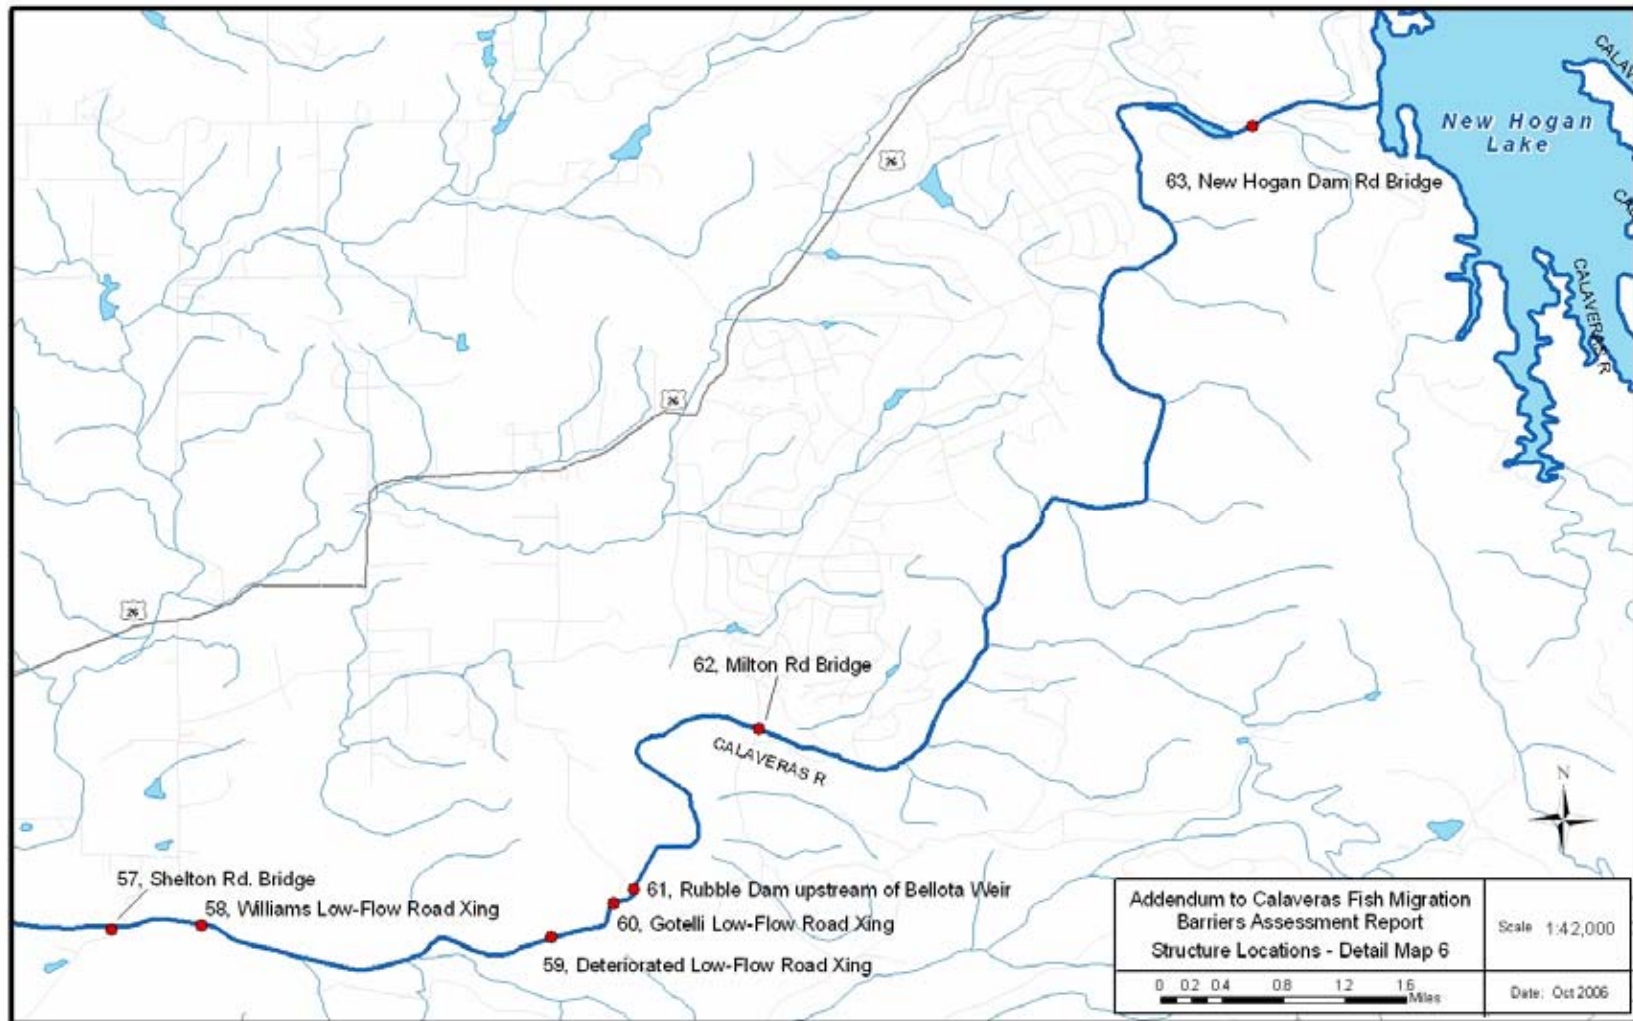 CALAV
New Hogan
Lake
26
63, New Hogan Dam Rd Bridge
CALAVERAS R
26
26
62, Milton Rd Bridge
CALAVERAS R
N
57, Shelton Rd. Bridge
58, Williams Low-Flow Road Xing
61, Rubble Dam upstream of Bellota Weir
60, Gotelli Low-Flow Road Xing
59, Deteriorated Low-Flow Road Xing
Addendum to Calaveras Fish Migration
Barriers Assessment Report
Structure Locations - Detail Map 6
Scale 1:42,000
0 0.2 0.4 0.8 1.2 1.6
Miles
Date: Oct 2006